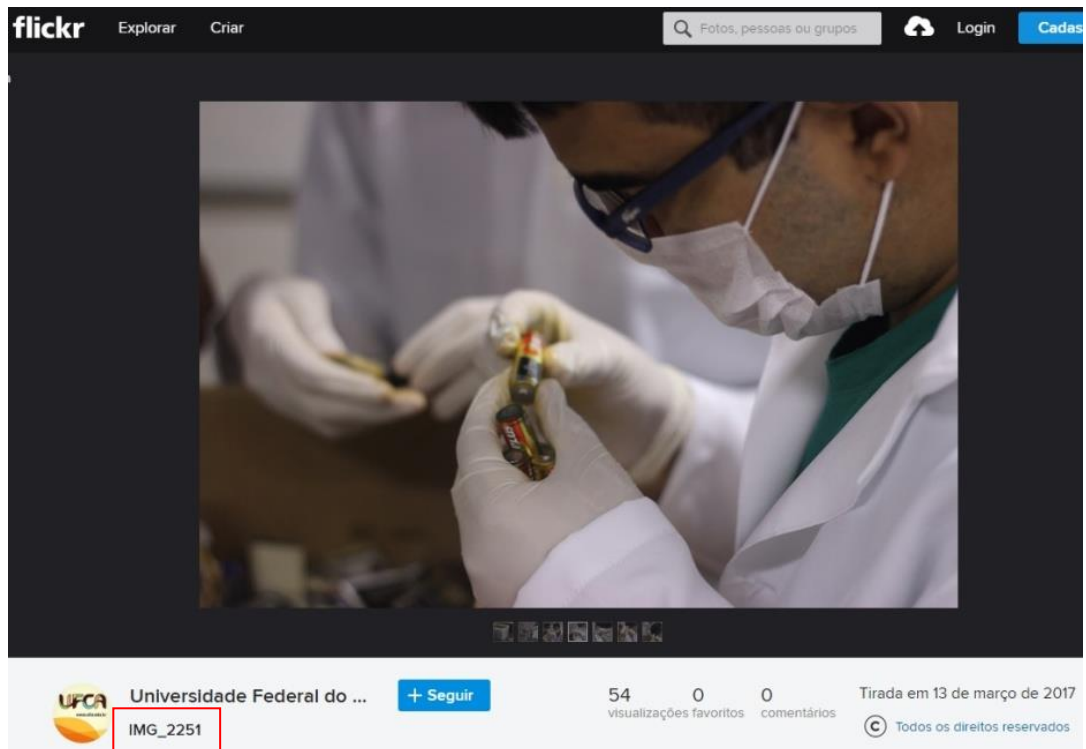 flickr Explorar Criar Fotos, pessoas ou grupos Login Cadas
Universidade Federal do ... + Seguir 54 0 0 Tirada em 13 de março de 2017
UFCA visualizações favoritos comentários
IMG_2251 © Todos os direitos reservados